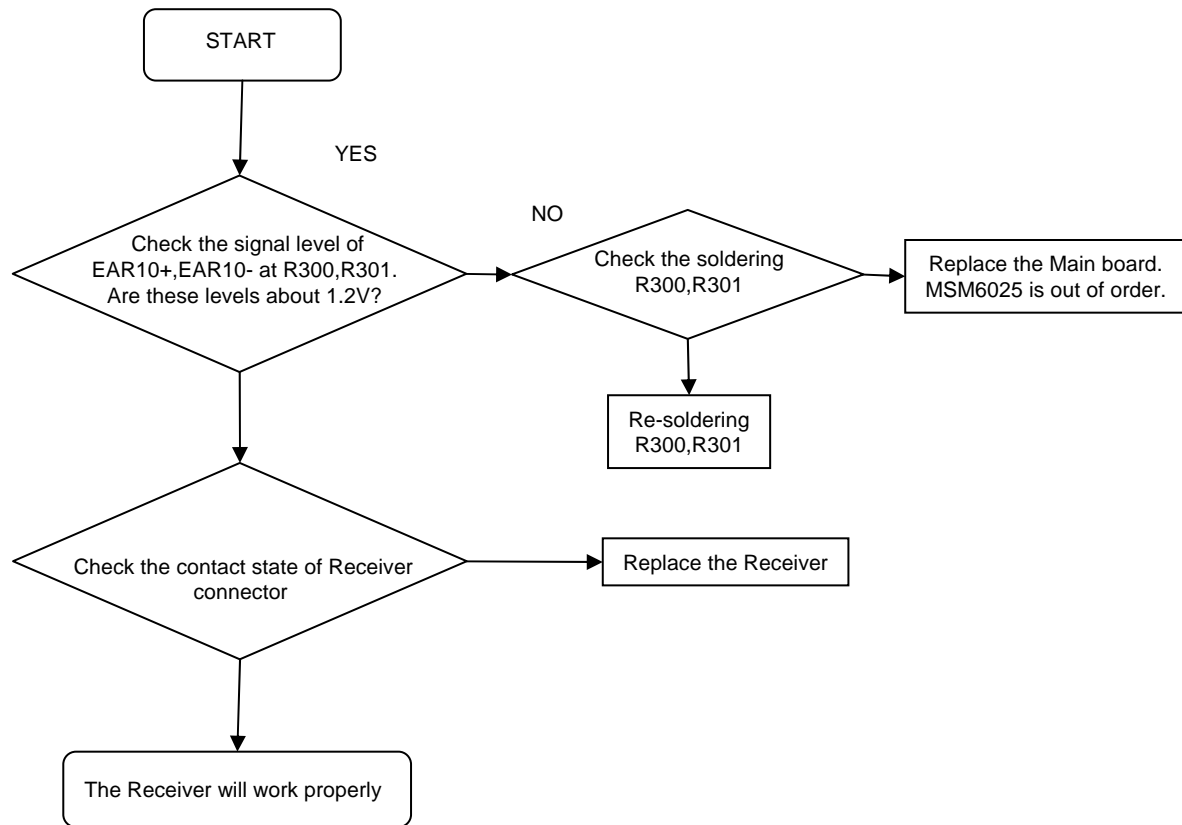 START
YES
NO
Check the signal level of
EAR10+,EAR10- at R300,R301.
Are these levels about 1.2V?
Check the soldering
R300,R301
Replace the Main board.
MSM6025 is out of order.
Re-soldering
R300,R301
Check the contact state of Receiver
connector
Replace the Receiver
The Receiver will work properly